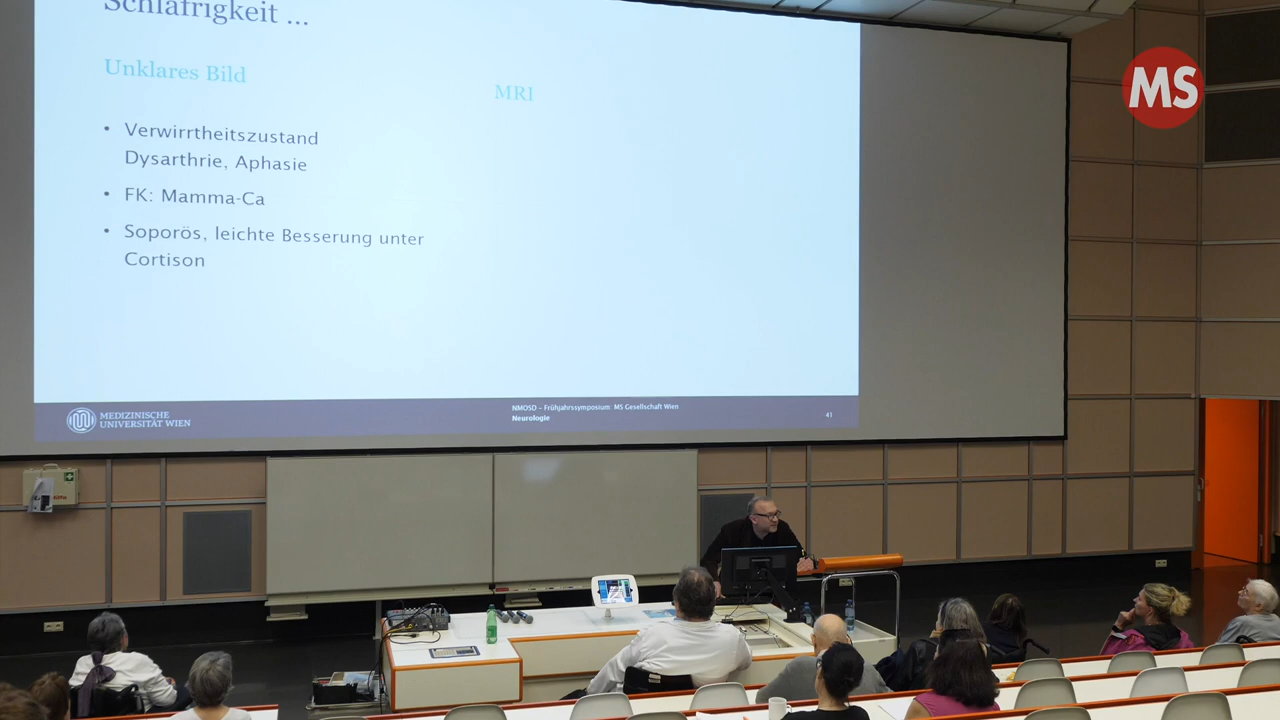 Schläfrigkeit ...
Unklares Bild
MRI
• Verwirrtheitszustand
Dysarthrie, Aphasie
• FK: Mamma-Ca
• Soporös, leichte Besserung unter
Cortison
MEDIZINISCHE
UNIVERSITÄT WIEN
NMOSD – Frühjahrssymposium: MS Gesellschaft Wien
Neurologie
41
MS